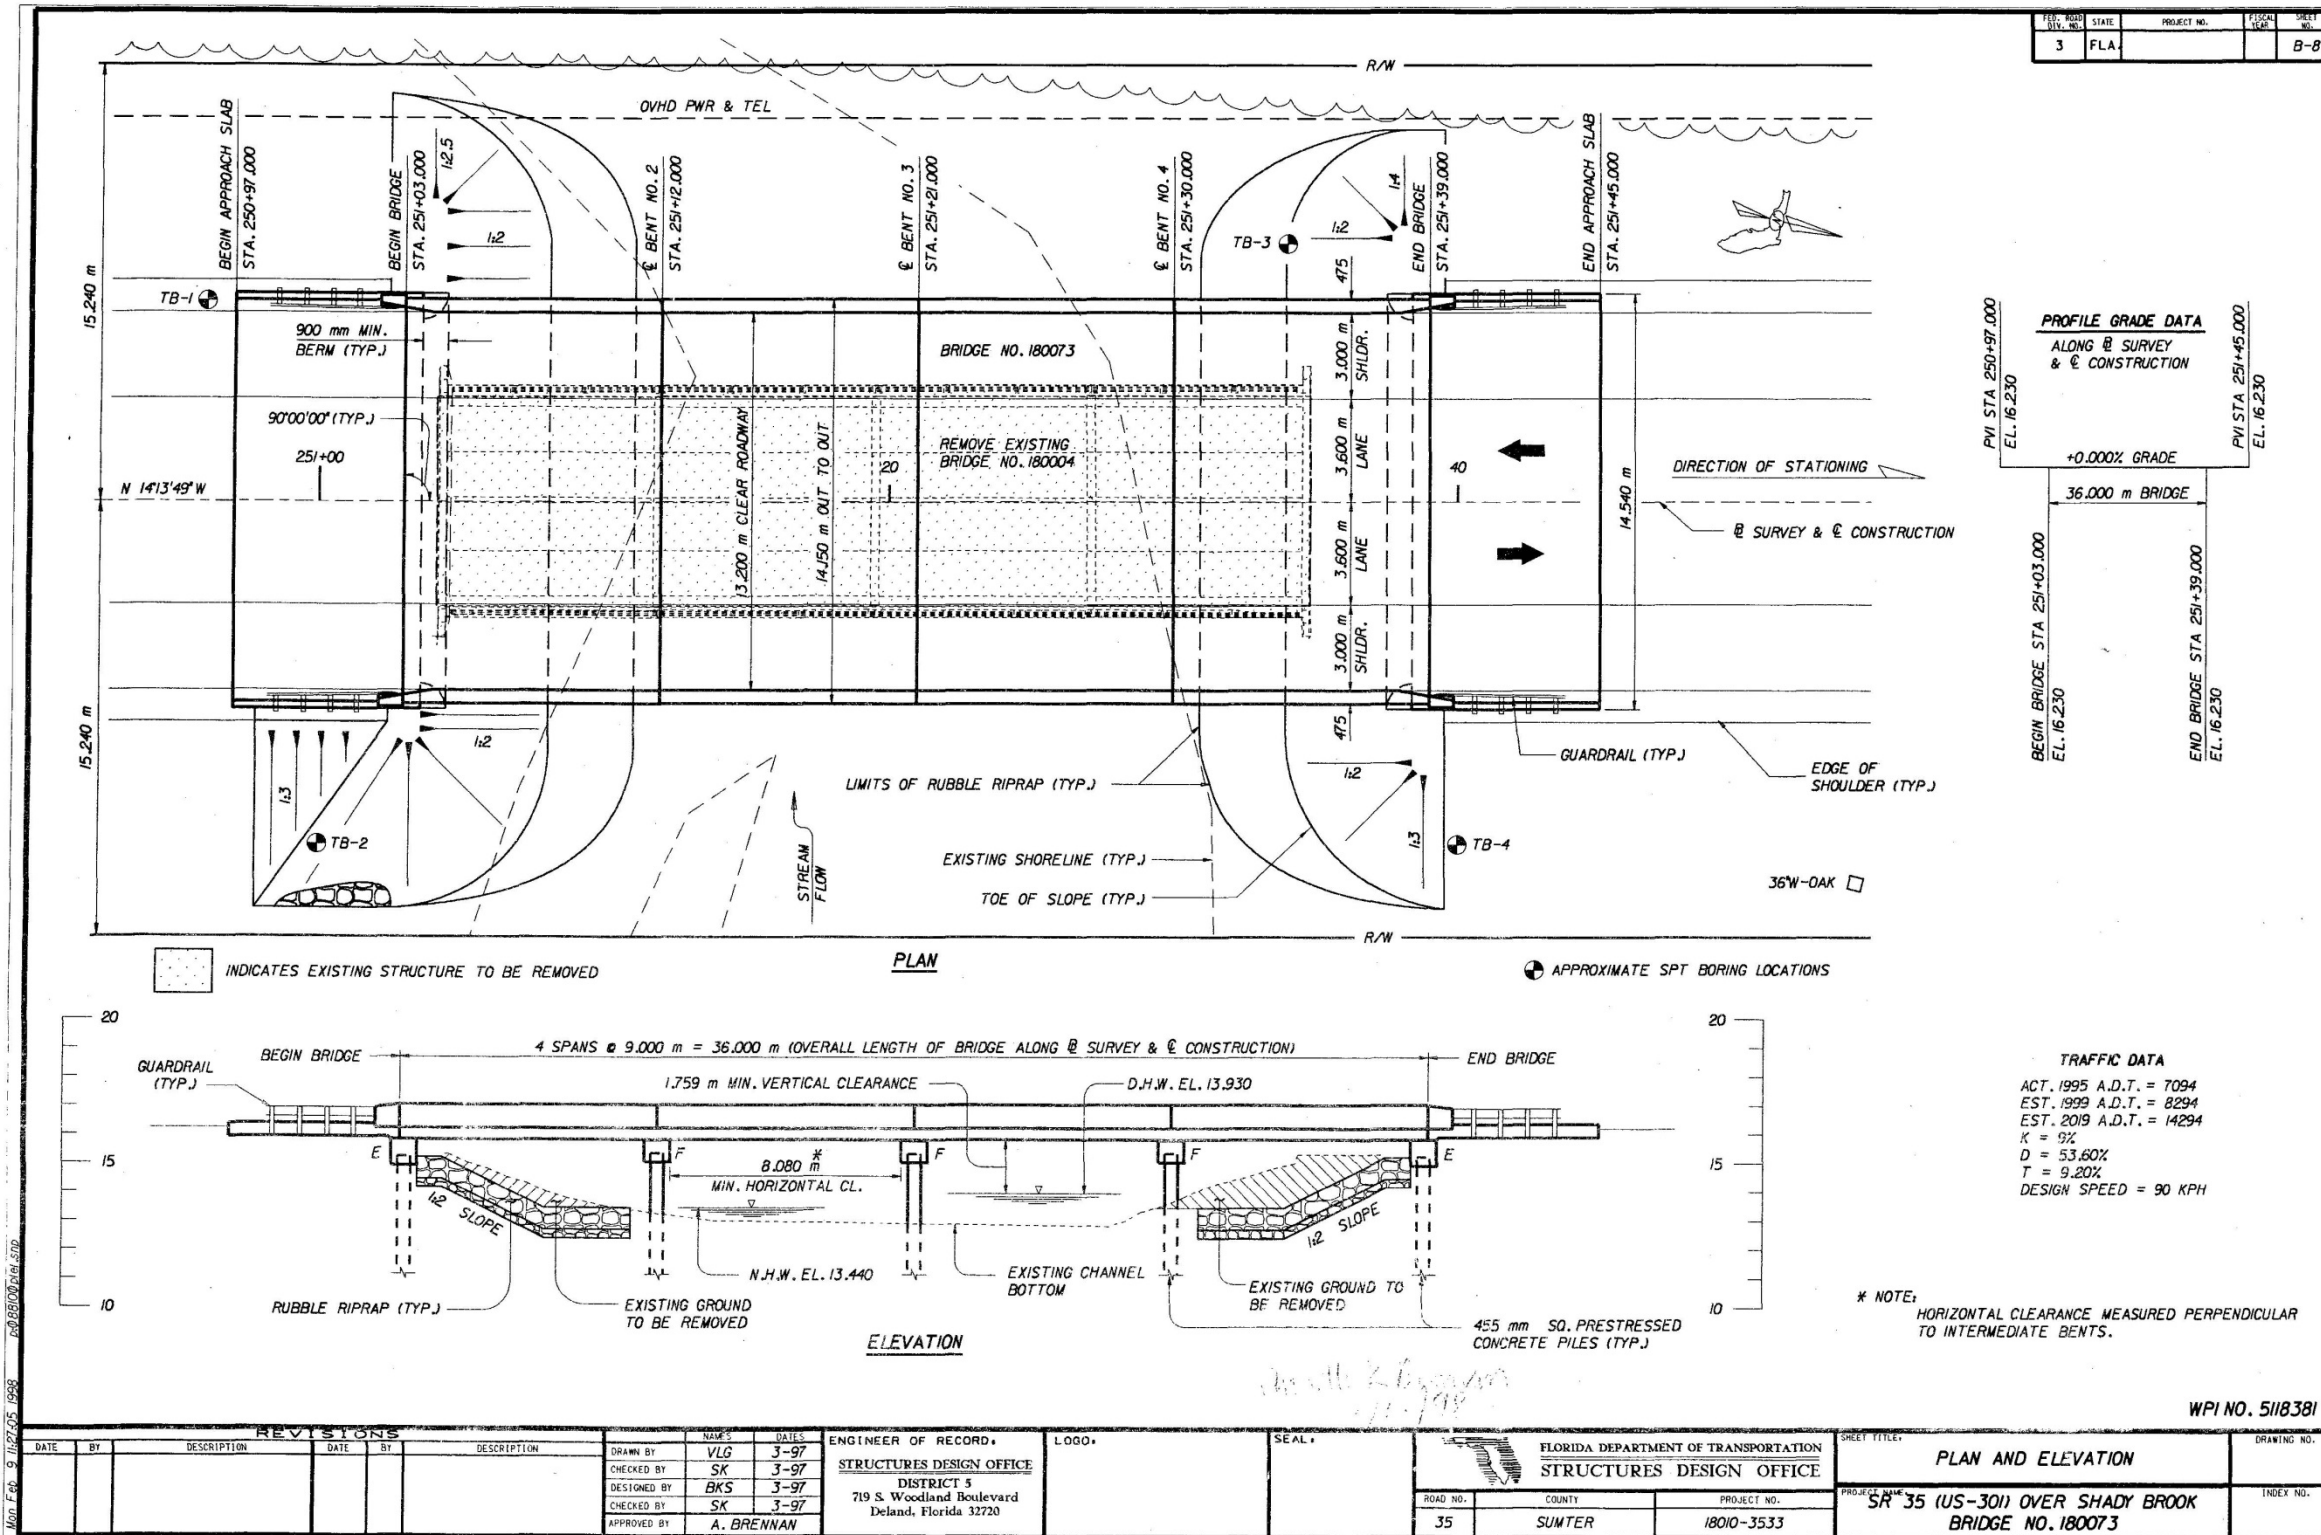 FED. ROAD DIV. NO.
STATE
PROJECT NO.
FISCAL YEAR
SHEET NO.
3
FLA.
B-8
R/W
OVHD PWR & TEL
BEGIN APPROACH SLAB
STA. 250+97.000
BEGIN BRIDGE
STA. 251+03.000
1:2.5
℄ BENT NO. 2
STA. 251+12.000
℄ BENT NO. 3
STA. 251+21.000
℄ BENT NO. 4
STA. 251+30.000
1:4
END BRIDGE
STA. 251+39.000
END APPROACH SLAB
STA. 251+45.000
1:2
TB-3
1:2
15.240 m
TB-1
475
900 mm MIN.
BERM (TYP.)
BRIDGE NO. 180073
3.000 m
SHLDR.
90°00'00" (TYP.)
251+00
N 14°13'49" W
13.200 m CLEAR ROADWAY
14.150 m OUT TO OUT
20
REMOVE EXISTING
BRIDGE NO. 180004
3.600 m
LANE
40
DIRECTION OF STATIONING
14.540 m
℄ SURVEY & ℄ CONSTRUCTION
3.600 m
LANE
3.000 m
SHLDR.
475
15.240 m
1:2
1:3
TB-2
STREAM
FLOW
LIMITS OF RUBBLE RIPRAP (TYP.)
EXISTING SHORELINE (TYP.)
TOE OF SLOPE (TYP.)
1:2
1:3
TB-4
GUARDRAIL (TYP.)
EDGE OF
SHOULDER (TYP.)
36"W-OAK
R/W
PROFILE GRADE DATA
ALONG ℄ SURVEY
& ℄ CONSTRUCTION
PVI STA 250+97.000
EL. 16.230
PVI STA 251+45.000
EL. 16.230
+0.000% GRADE
36.000 m BRIDGE
BEGIN BRIDGE STA 251+03.000
EL. 16.230
END BRIDGE STA 251+39.000
EL. 16.230
INDICATES EXISTING STRUCTURE TO BE REMOVED
PLAN
APPROXIMATE SPT BORING LOCATIONS
20
15
10
GUARDRAIL
(TYP.)
BEGIN BRIDGE
4 SPANS @ 9.000 m = 36.000 m (OVERALL LENGTH OF BRIDGE ALONG ℄ SURVEY & ℄ CONSTRUCTION)
END BRIDGE
1.759 m MIN. VERTICAL CLEARANCE
D.H.W. EL. 13.930
E
F
F
F
E
8.080 m *
MIN. HORIZONTAL CL.
1:2 SLOPE
1:2 SLOPE
N.H.W. EL. 13.440
EXISTING CHANNEL
BOTTOM
EXISTING GROUND TO
BE REMOVED
RUBBLE RIPRAP (TYP.)
EXISTING GROUND
TO BE REMOVED
455 mm SQ. PRESTRESSED
CONCRETE PILES (TYP.)
ELEVATION
20
15
10
TRAFFIC DATA
ACT. 1995 A.D.T. = 7094
EST. 1999 A.D.T. = 8294
EST. 2019 A.D.T. = 14294
K = 9%
D = 53.60%
T = 9.20%
DESIGN SPEED = 90 KPH
* NOTE:
HORIZONTAL CLEARANCE MEASURED PERPENDICULAR
TO INTERMEDIATE BENTS.
WPI NO. 5118381
Mon Feb 9 11:27:05 1998
REVISIONS
DATE BY DESCRIPTION DATE BY DESCRIPTION
NAMES DATES
DRAWN BY VLG 3-97
CHECKED BY SK 3-97
DESIGNED BY BKS 3-97
CHECKED BY SK 3-97
APPROVED BY A. BRENNAN
ENGINEER OF RECORD:
STRUCTURES DESIGN OFFICE
DISTRICT 5
719 S. Woodland Boulevard
Deland, Florida 32720
LOGO:
SEAL:
FLORIDA DEPARTMENT OF TRANSPORTATION
STRUCTURES DESIGN OFFICE
ROAD NO. COUNTY PROJECT NO.
35 SUMTER 18010-3533
SHEET TITLE:
PLAN AND ELEVATION
PROJECT NAME:
SR 35 (US-301) OVER SHADY BROOK
BRIDGE NO. 180073
DRAWING NO.
INDEX NO.